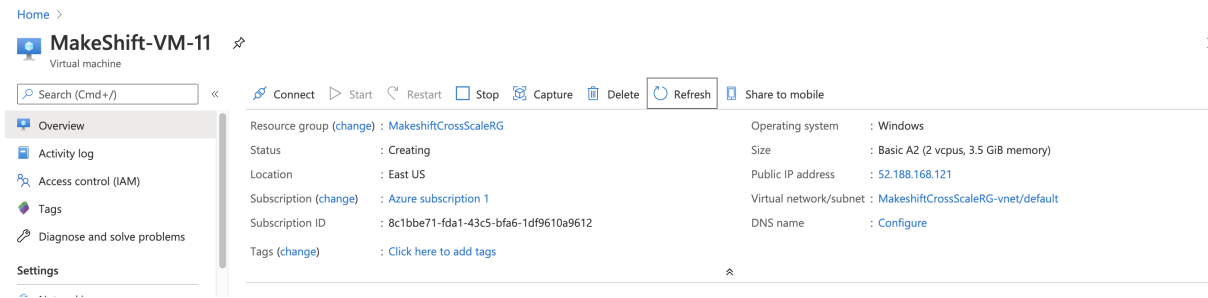 Home >
MakeShift-VM-11
Virtual machine
Search (Cmd+/)
«
Connect Start Restart Stop Capture Delete Refresh Share to mobile
Overview
Activity log
Access control (IAM)
Tags
Diagnose and solve problems
Settings
Resource group (change) : MakeshiftCrossScaleRG
Status : Creating
Location : East US
Subscription (change) : Azure subscription 1
Subscription ID : 8c1bbe71-fda1-43c5-bfa6-1df9610a9612
Tags (change) : Click here to add tags
Operating system : Windows
Size : Basic A2 (2 vcpus, 3.5 GiB memory)
Public IP address : 52.188.168.121
Virtual network/subnet : MakeshiftCrossScaleRG-vnet/default
DNS name : Configure